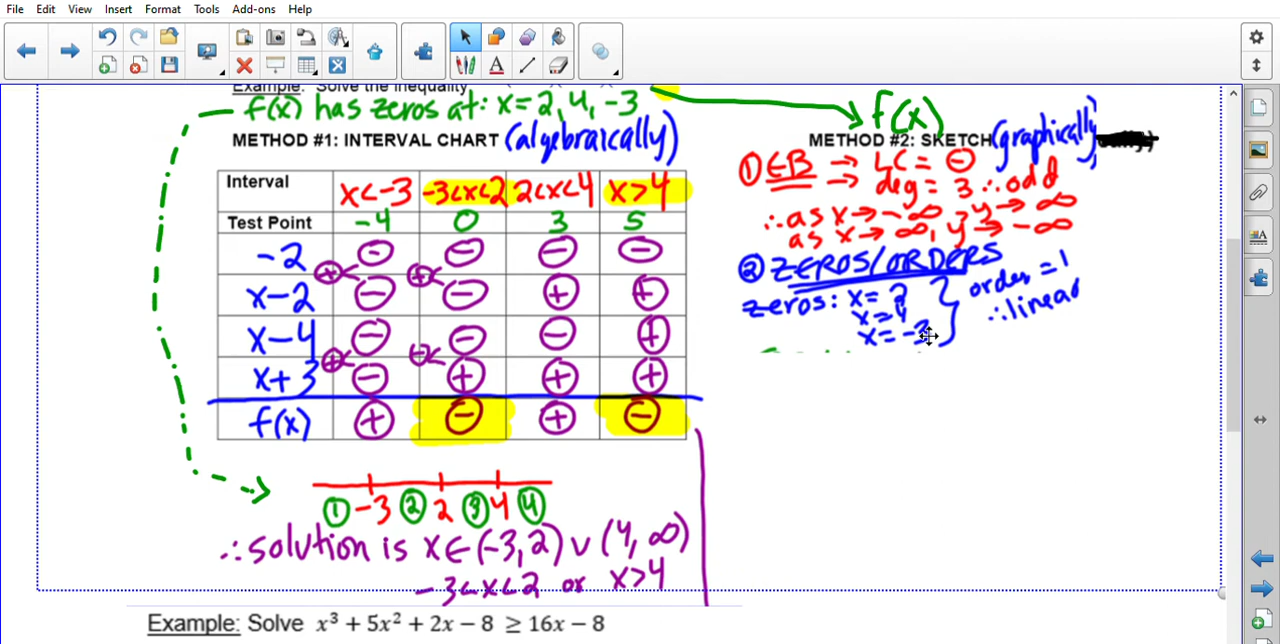 File Edit View Insert Format Tools Add-ons Help
Example: Solve the inequality
f(x) has zeros at: x = 2, 4, -3
f(x)
METHOD #1: INTERVAL CHART (algebraically)
Interval x<-3 -3<x<2 2<x<4 x>4
Test Point -4 0 3 5
-2 - - - -
x-2 - - + +
x-4 - - - +
x+3 - + + +
f(x) + - + -
① -3 ② 2 ③ 4 ④
∴ solution is x∈(-3,2) ∪ (4, ∞)
-3<x<2 or x>4
METHOD #2: SKETCH (graphically)
① EB → LC = -
→ deg = 3 ∴ odd
∴ as x → -∞, y → ∞
as x → ∞, y → -∞
② ZEROS/ORDERS
zeros: x = 2
x = 4
x = -3
order = 1
∴ linear
Example: Solve x³ + 5x² + 2x − 8 ≥ 16x − 8